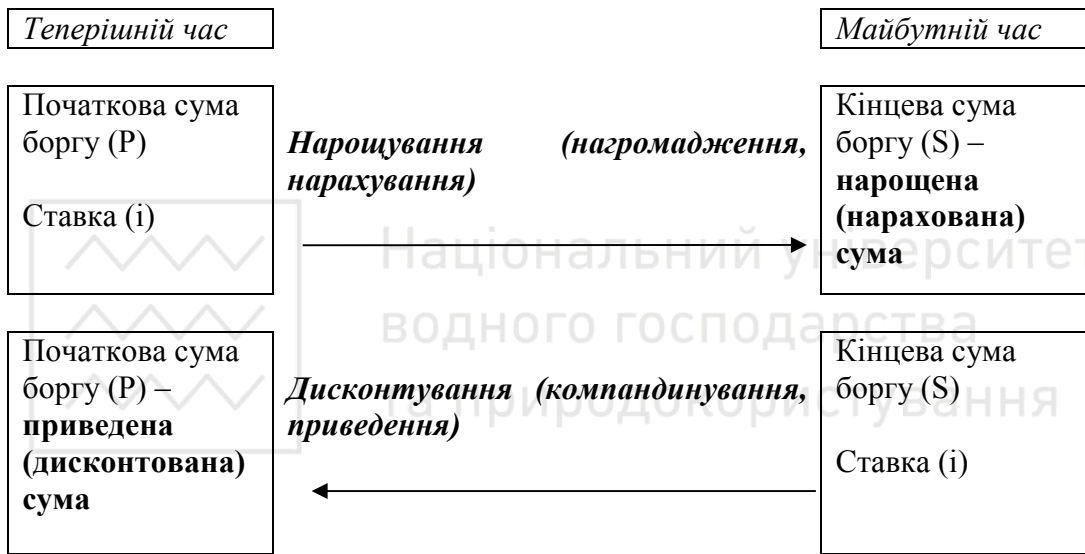 Теперішній час
Майбутній час
Початкова сума
боргу (P)
Ставка (i)
Нарощування (нагромадження,
нарахування)
Кінцева сума
боргу (S) –
нарощена
(нарахована)
сума
Початкова сума
боргу (P) –
приведена
(дисконтована)
сума
Дисконтування (компандинування,
приведення)
Кінцева сума
боргу (S)
Ставка (i)
Національний університет
водного господарства
та природокористування